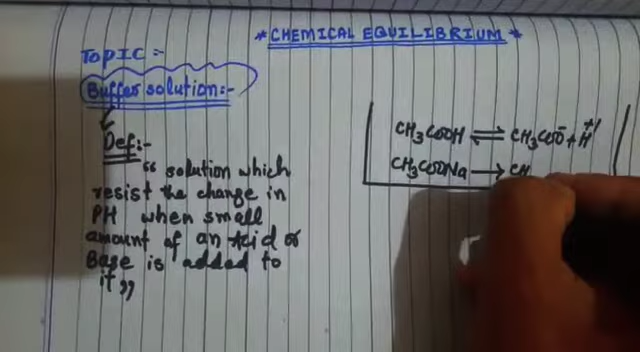 * CHEMICAL EQUILIBRIUM *
TOPIC :-
Buffer solution:-
Def:-
“ solution which
resist the change in
PH when small
amount of an Acid or
Base is added to
it ”
CH₃COOH ⇌ CH₃COO⁻ + H⁺¹
CH₃COONa → CH